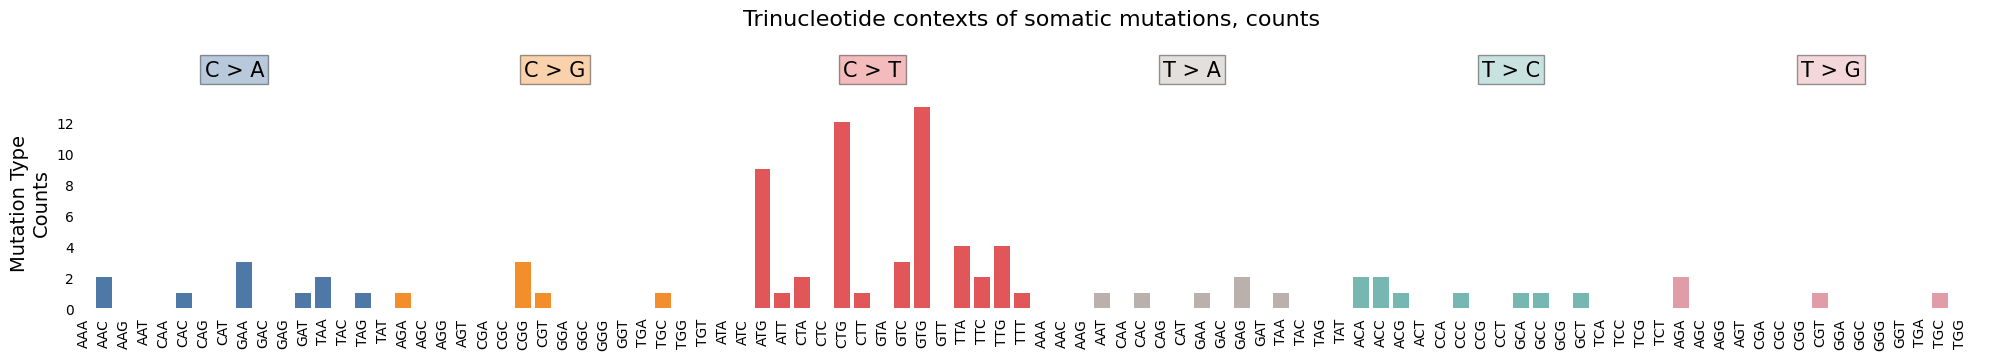 Trinucleotide contexts of somatic mutations, counts
C > A C > G C > T T > A T > C T > G
Mutation Type
Counts
12
10
8
6
4
2
0
AAA AAC AAG AAT CAA CAC CAG CAT GAA GAC GAG GAT TAA TAC TAG TAT AGA AGC AGG AGT CGA CGC CGG CGT GGA GGC GGG GGT TGA TGC TGG TGT ATA ATC ATG ATT CTA CTC CTG CTT GTA GTC GTG GTT TTA TTC TTG TTT AAA AAC AAG AAT CAA CAC CAG CAT GAA GAC GAG GAT TAA TAC TAG TAT ACA ACC ACG ACT CCA CCC CCG CCT GCA GCC GCG GCT TCA TCC TCG TCT AGA AGC AGG AGT CGA CGC CGG CGT GGA GGC GGG GGT TGA TGC TGG